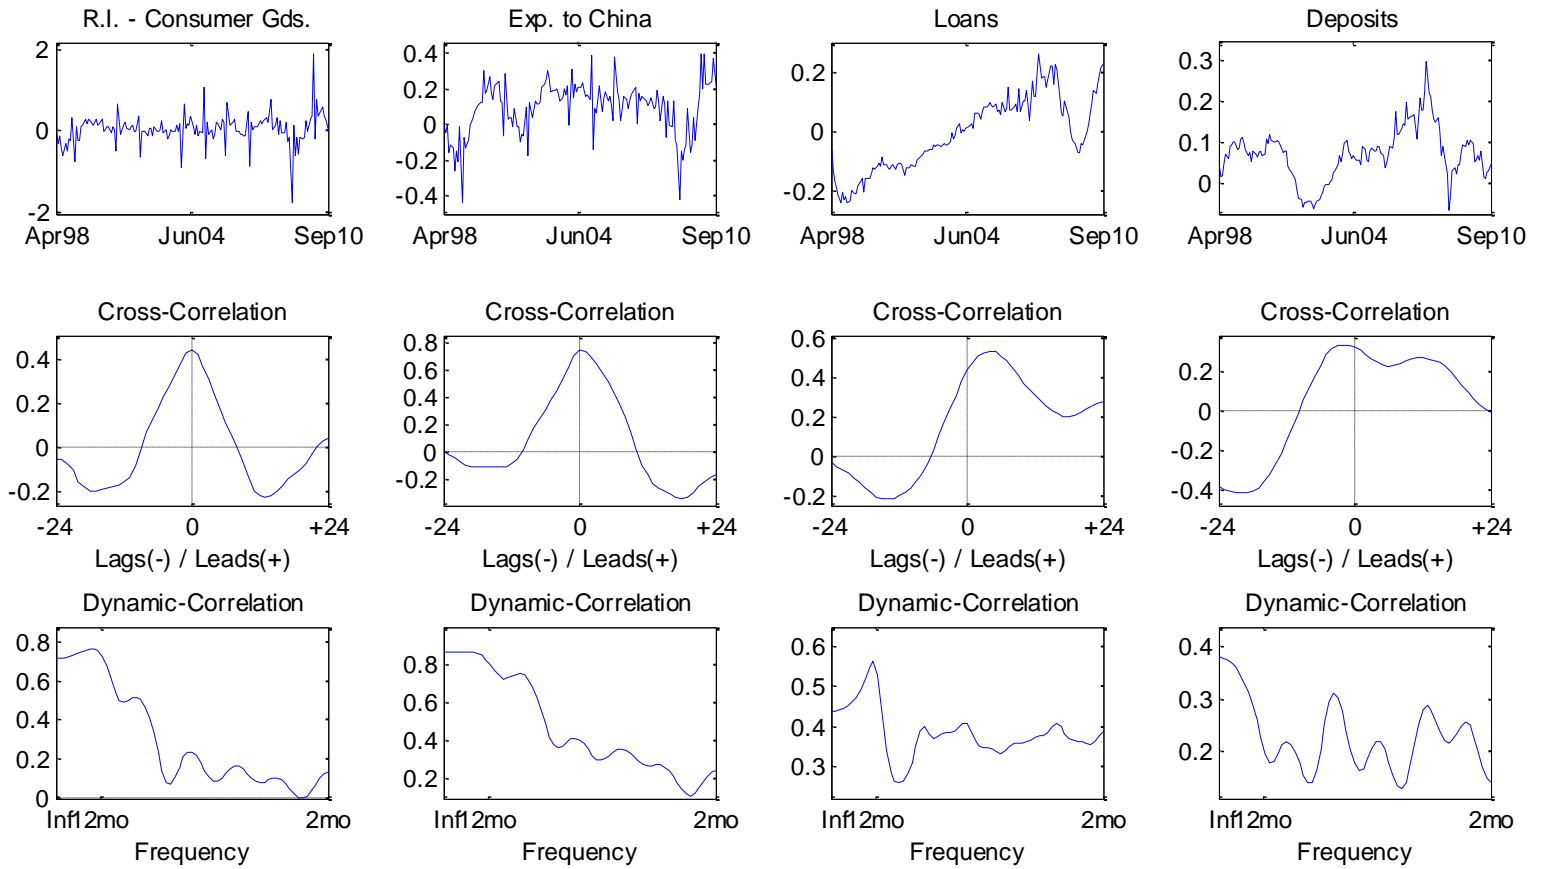 R.I. - Consumer Gds. Exp. to China Loans Deposits
2 0.4 0.2 0.3
0.2 0.2
0 0 0 0.1
-0.2 0
-2 -0.4 -0.2
Apr98 Jun04 Sep10 Apr98 Jun04 Sep10 Apr98 Jun04 Sep10 Apr98 Jun04 Sep10
Cross-Correlation Cross-Correlation Cross-Correlation Cross-Correlation
0.4 0.8 0.6
0.6 0.4 0.2
0.2 0.4 0.2 0
0 0.2 0 -0.2
-0.2 0 -0.2 -0.4
-0.2
-24 0 +24 -24 0 +24 -24 0 +24 -24 0 +24
Lags(-) / Leads(+) Lags(-) / Leads(+) Lags(-) / Leads(+) Lags(-) / Leads(+)
Dynamic-Correlation Dynamic-Correlation Dynamic-Correlation Dynamic-Correlation
0.8 0.8 0.6 0.4
0.6 0.6 0.5 0.3
0.4 0.4 0.4 0.2
0.2 0.2 0.3
0
Inf12mo 2mo Inf12mo 2mo Inf12mo 2mo Inf12mo 2mo
Frequency Frequency Frequency Frequency